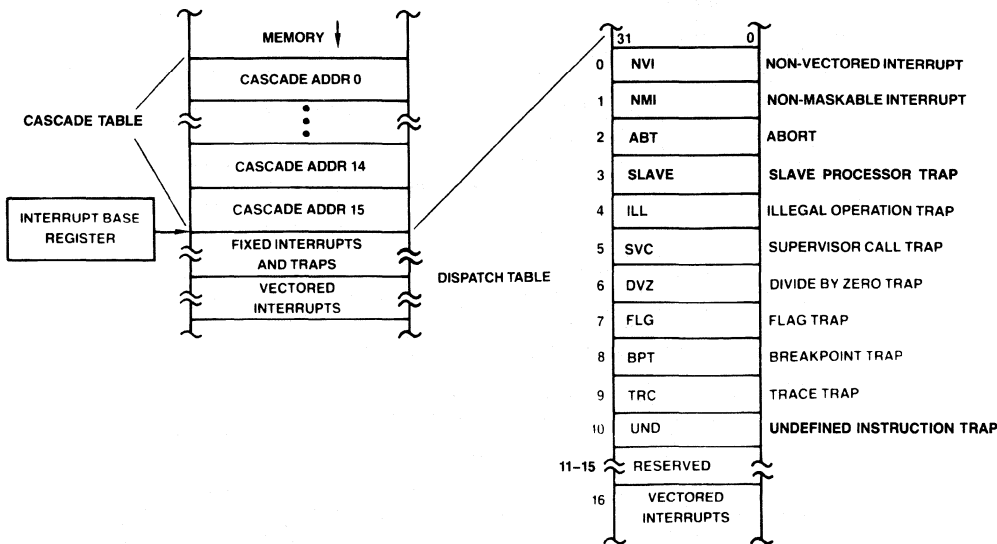 MEMORY
CASCADE ADDR 0
CASCADE TABLE
CASCADE ADDR 14
CASCADE ADDR 15
INTERRUPT BASE
REGISTER
FIXED INTERRUPTS
AND TRAPS
VECTORED
INTERRUPTS
DISPATCH TABLE
31 0
0 NVI NON-VECTORED INTERRUPT
1 NMI NON-MASKABLE INTERRUPT
2 ABT ABORT
3 SLAVE SLAVE PROCESSOR TRAP
4 ILL ILLEGAL OPERATION TRAP
5 SVC SUPERVISOR CALL TRAP
6 DVZ DIVIDE BY ZERO TRAP
7 FLG FLAG TRAP
8 BPT BREAKPOINT TRAP
9 TRC TRACE TRAP
10 UND UNDEFINED INSTRUCTION TRAP
11–15 RESERVED
16 VECTORED
INTERRUPTS